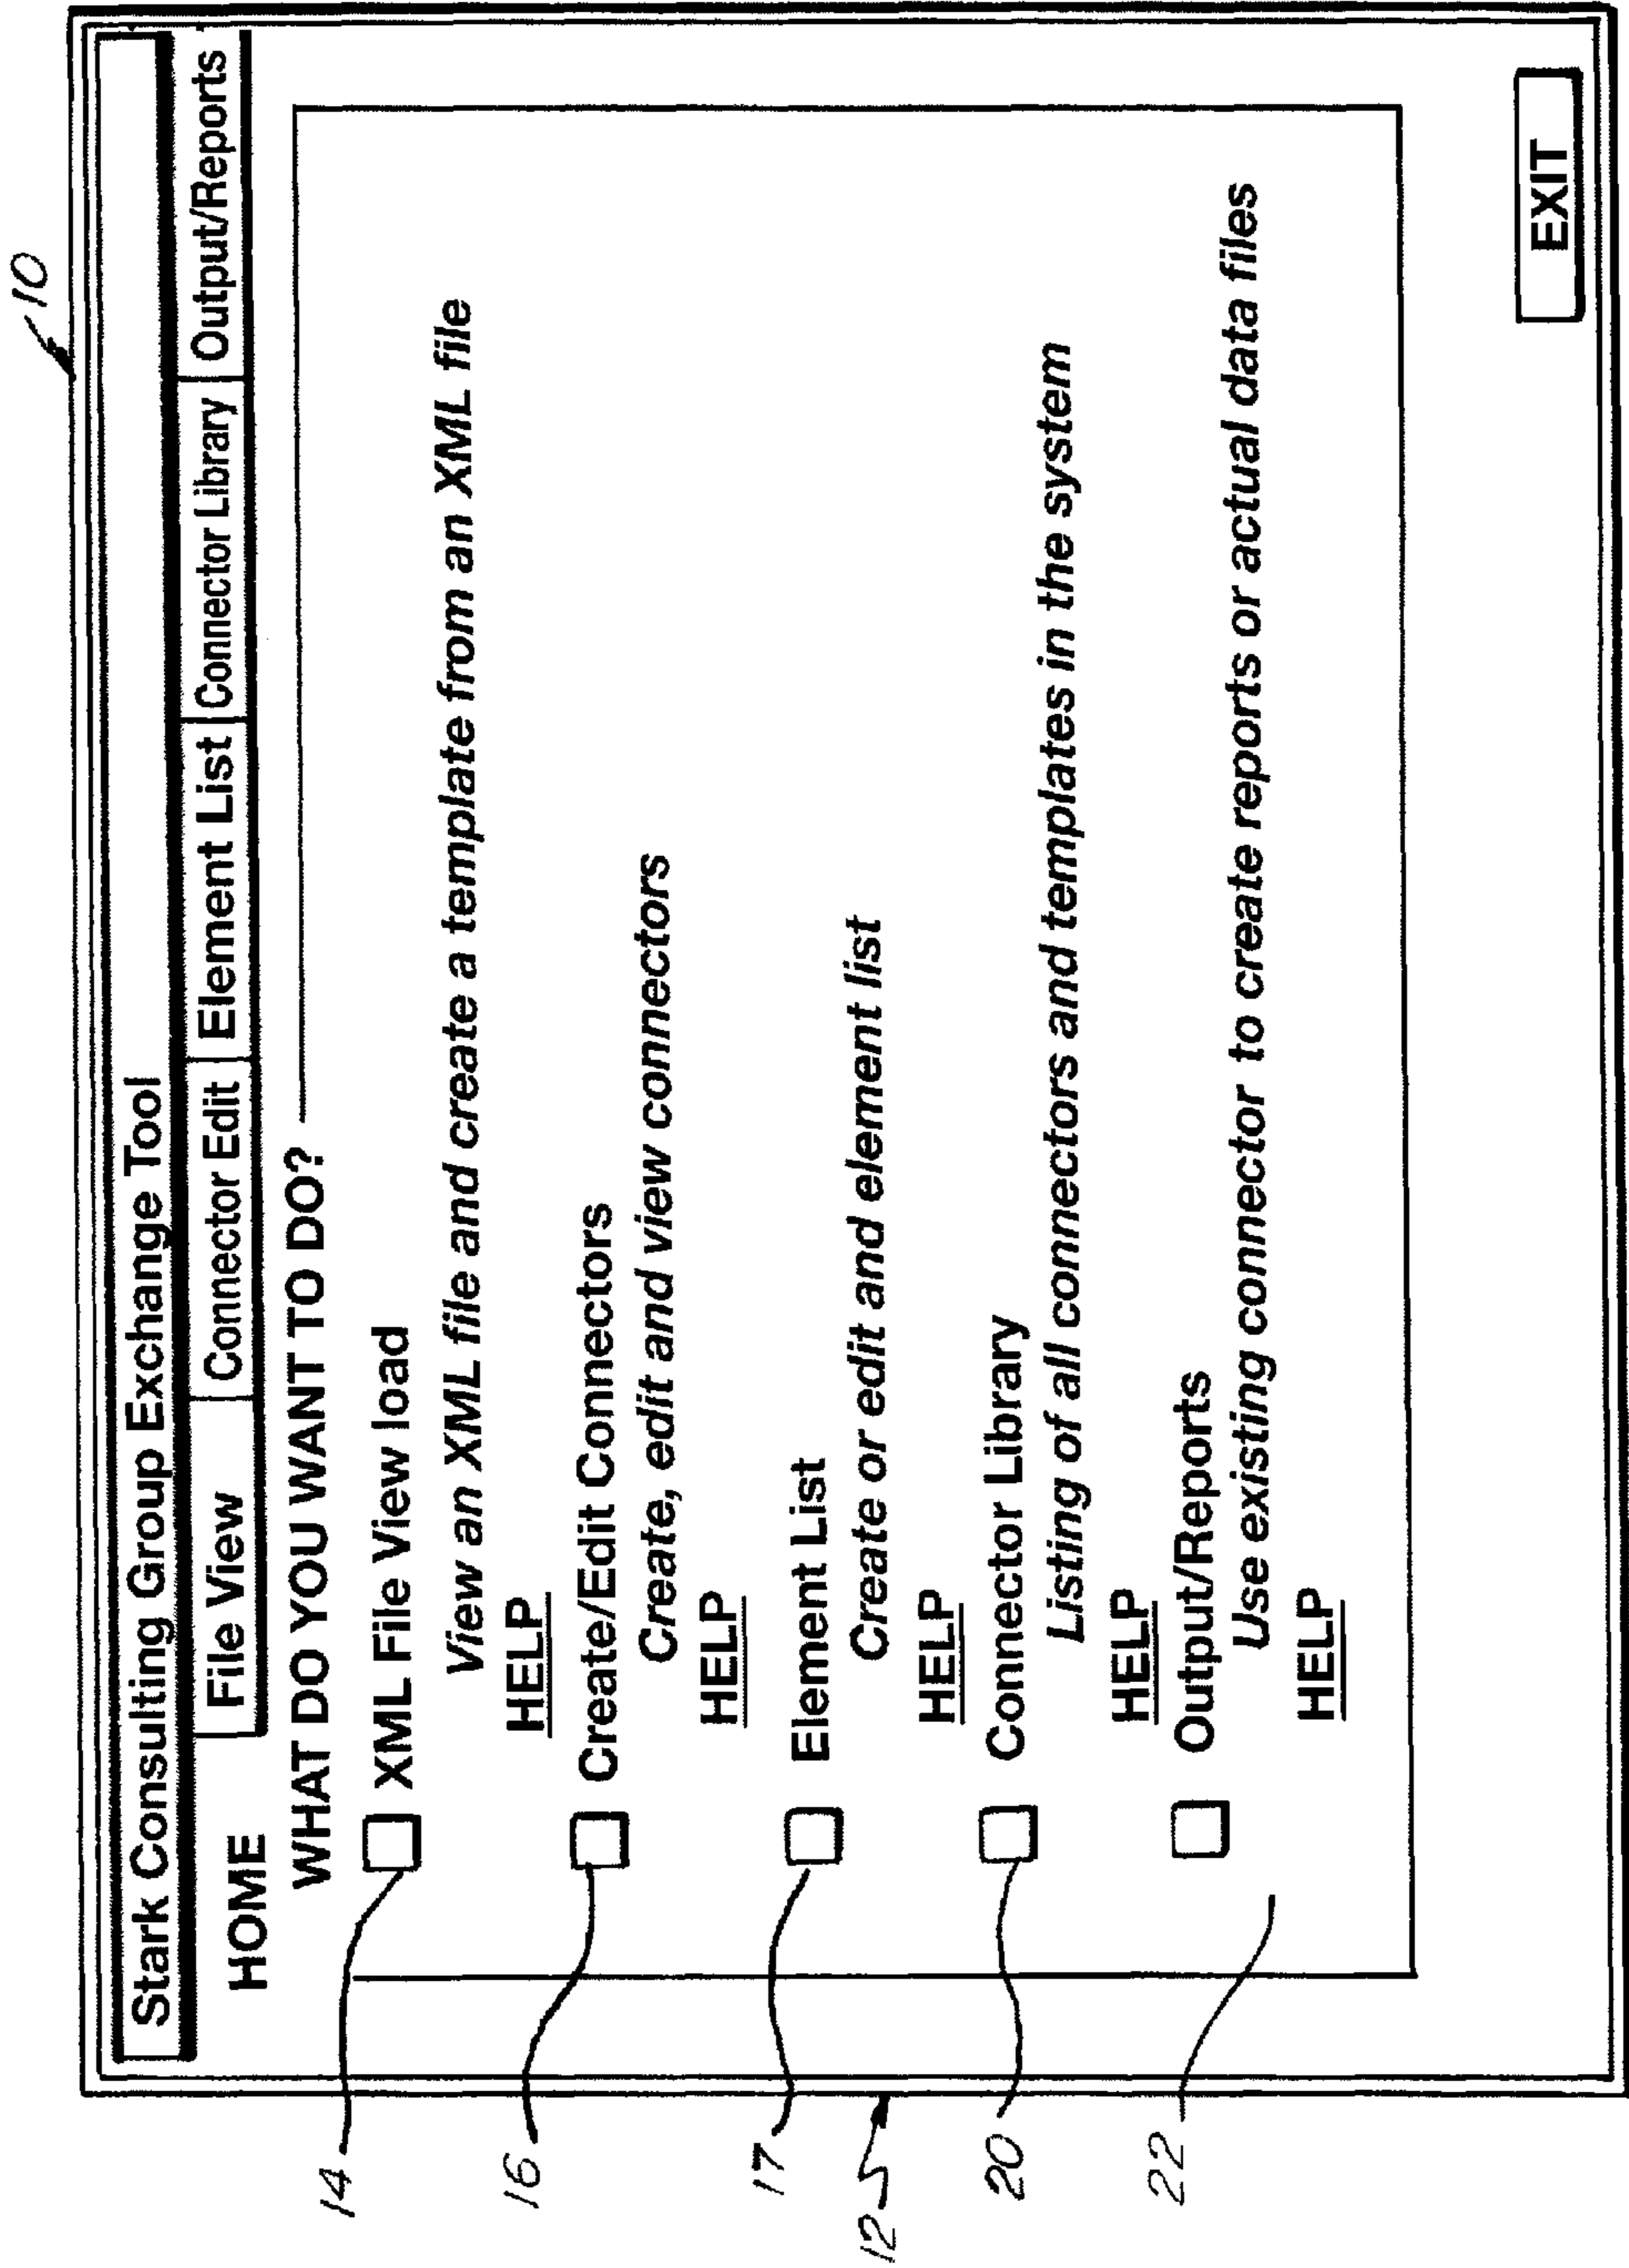 10
Stark Consulting Group Exchange Tool
HOME File View Connector Edit Element List Connector Library Output/Reports
WHAT DO YOU WANT TO DO?
14
XML File View load
View an XML file and create a template from an XML file
HELP
16
Create/Edit Connectors
Create, edit and view connectors
HELP
17
Element List
Create or edit and element list
HELP
12
20
Connector Library
Listing of all connectors and templates in the system
HELP
22
Output/Reports
Use existing connector to create reports or actual data files
HELP
EXIT